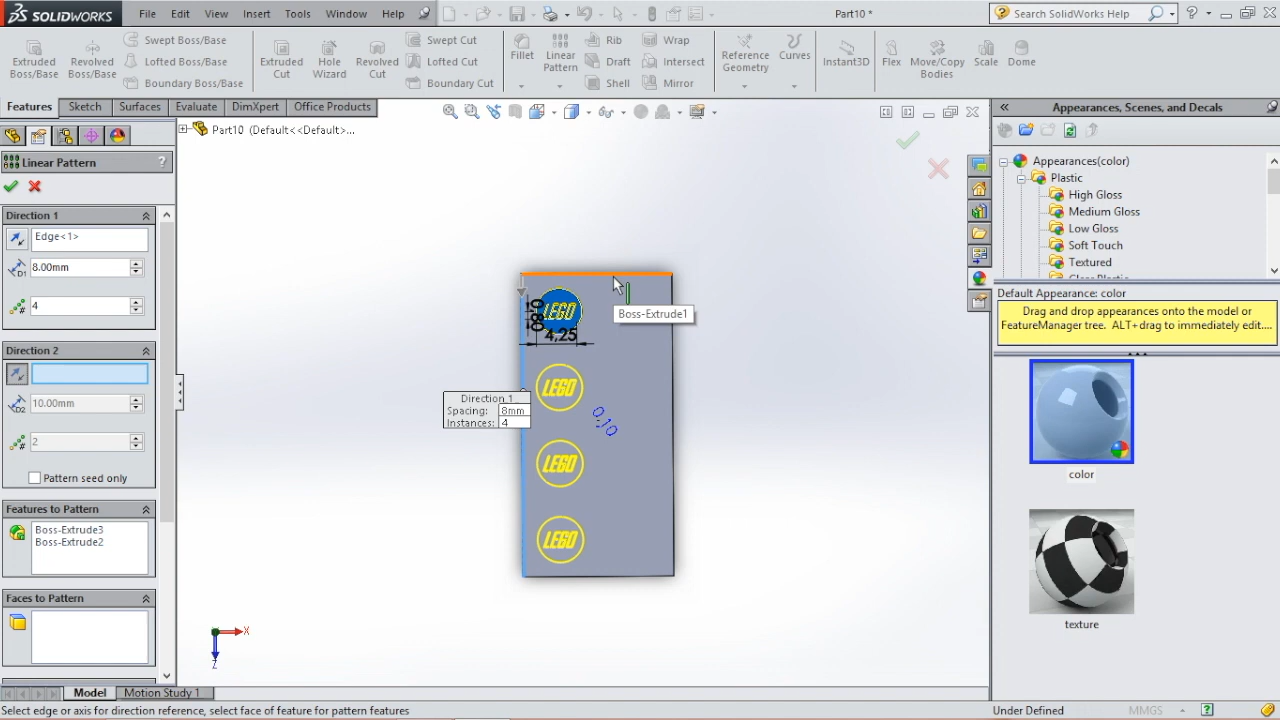 SOLIDWORKS
File Edit View Insert Tools Window Help
Part10 *
Search SolidWorks Help
Extruded Boss/Base
Revolved Boss/Base
Swept Boss/Base
Lofted Boss/Base
Boundary Boss/Base
Extruded Cut
Hole Wizard
Revolved Cut
Swept Cut
Lofted Cut
Boundary Cut
Fillet
Linear Pattern
Rib
Draft
Shell
Wrap
Intersect
Mirror
Reference Geometry
Curves
Instant3D
Flex
Move/Copy Bodies
Scale
Dome
Features Sketch Surfaces Evaluate DimXpert Office Products
Part10 (Default<<Default>...
Linear Pattern ?
Direction 1
Edge<1>
D1 8.00mm
4
Direction 2
D2 10.00mm
2
Pattern seed only
Features to Pattern
Boss-Extrude3
Boss-Extrude2
Faces to Pattern
LEGO
4,25
Boss-Extrude1
LEGO
Direction 1
Spacing: 8mm
Instances: 4
0,10
LEGO
LEGO
X
Z
Appearances, Scenes, and Decals
Appearances(color)
Plastic
High Gloss
Medium Gloss
Low Gloss
Soft Touch
Textured
Default Appearance: color
Drag and drop appearances onto the model or
FeatureManager tree. ALT+drag to immediately edit....
color
texture
Model Motion Study 1
Select edge or axis for direction reference, select face of feature for pattern features
Under Defined MMGS